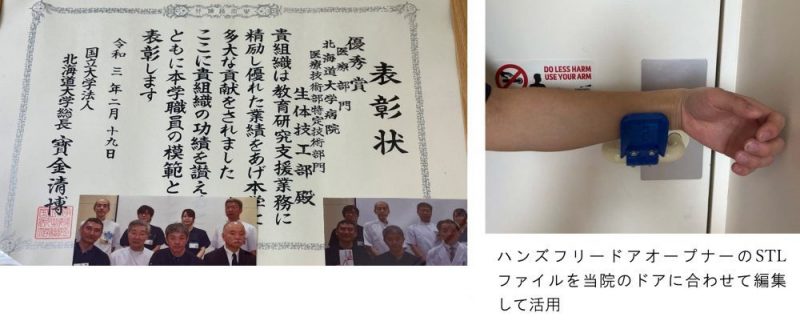 表彰状
優秀賞
医療部門
北海道大学病院
医療技術部特定技術部門
生体技工部 殿
貴組織は教育研究支援業務に
精励し優れた業績をあげ本学に
多大な貢献をされました
ここに貴組織の功績を讃え
ともに本学職員の模範と
表彰します
令和三年二月十九日
国立大学法人
北海道大学総長 寳金清博
DO LESS HARM
USE YOUR ARM
ハンズフリードアオープナーのSTL
ファイルを当院のドアに合わせて編集
して活用